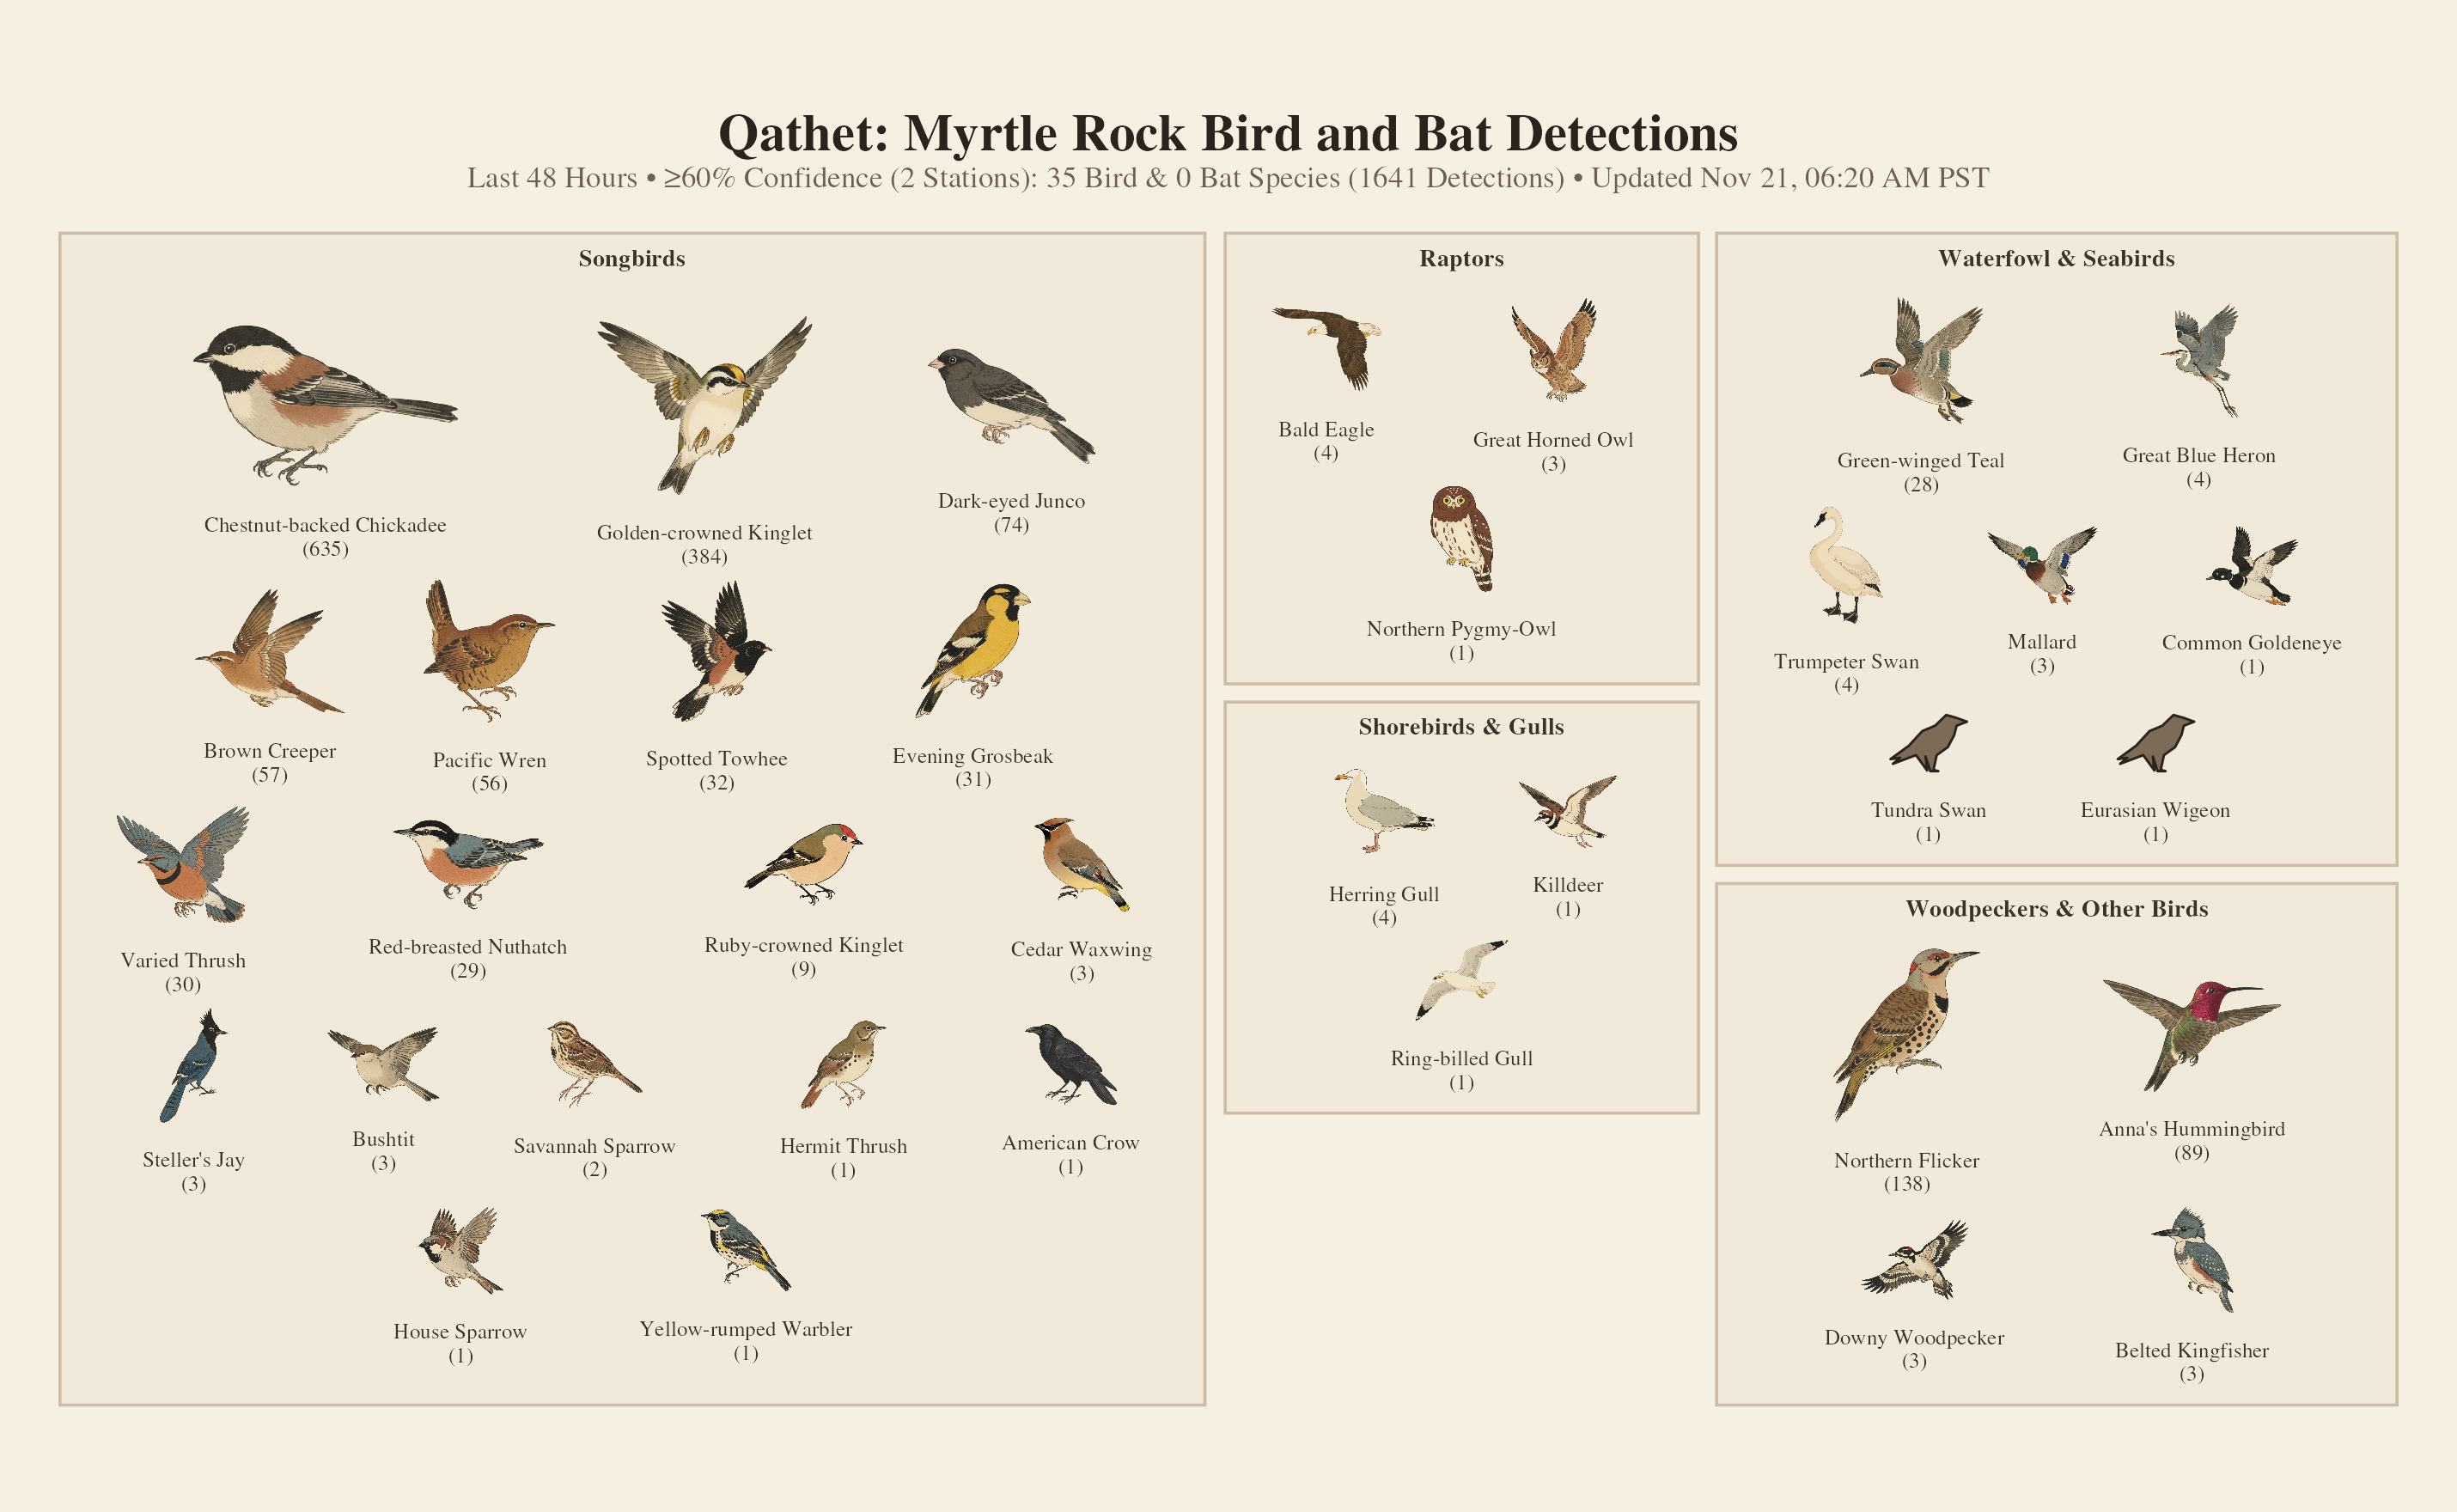 Qathet: Myrtle Rock Bird and Bat Detections
Last 48 Hours • ≥60% Confidence (2 Stations): 35 Bird & 0 Bat Species (1641 Detections) • Updated Nov 21, 06:20 AM PST
Songbirds
Chestnut-backed Chickadee
(635)
Golden-crowned Kinglet
(384)
Dark-eyed Junco
(74)
Brown Creeper
(57)
Pacific Wren
(56)
Spotted Towhee
(32)
Evening Grosbeak
(31)
Varied Thrush
(30)
Red-breasted Nuthatch
(29)
Ruby-crowned Kinglet
(9)
Cedar Waxwing
(3)
Steller's Jay
(3)
Bushtit
(3)
Savannah Sparrow
(2)
Hermit Thrush
(1)
American Crow
(1)
House Sparrow
(1)
Yellow-rumped Warbler
(1)
Raptors
Bald Eagle
(4)
Great Horned Owl
(3)
Northern Pygmy-Owl
(1)
Shorebirds & Gulls
Herring Gull
(4)
Killdeer
(1)
Ring-billed Gull
(1)
Waterfowl & Seabirds
Green-winged Teal
(28)
Great Blue Heron
(4)
Trumpeter Swan
(4)
Mallard
(3)
Common Goldeneye
(1)
Tundra Swan
(1)
Eurasian Wigeon
(1)
Woodpeckers & Other Birds
Northern Flicker
(138)
Anna's Hummingbird
(89)
Downy Woodpecker
(3)
Belted Kingfisher
(3)